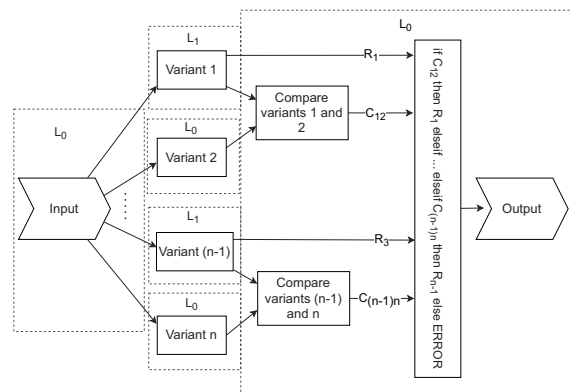 L0
L1
R1
Variant 1
Compare
variants 1 and
2
C12
L0
L0
Variant 2
Input
......
L1
Variant (n-1)
R3
Compare
variants (n-1)
and n
C(n-1)n
L0
Variant n
if C12 then R1 elseif ... elseif C(n-1)n then Rn-1 else ERROR
Output